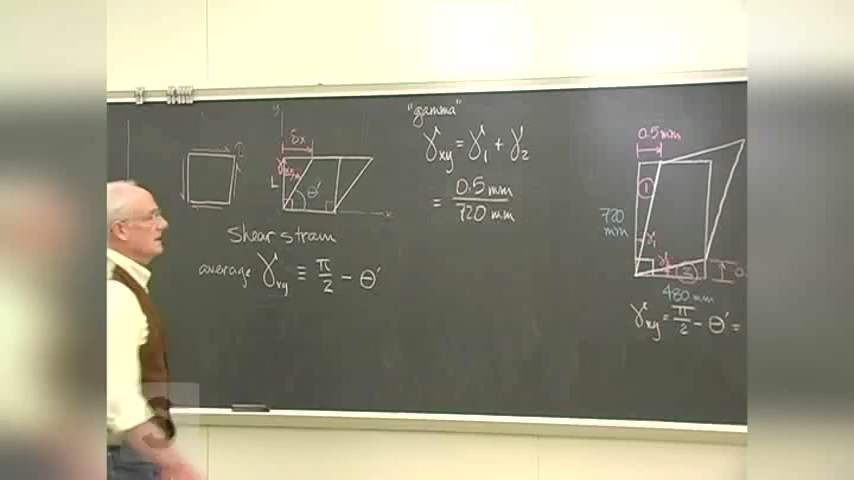 "gamma"
γxy = γ1 + γ2
= 0.5 mm / 720 mm
y
δx
L
θ'
x
τ
Shear strain
average γxy ≡ π/2 - θ'
0.5 mm
1
720 mm
γ1
γ2
2
480 mm
γxy = π/2 - θ' =